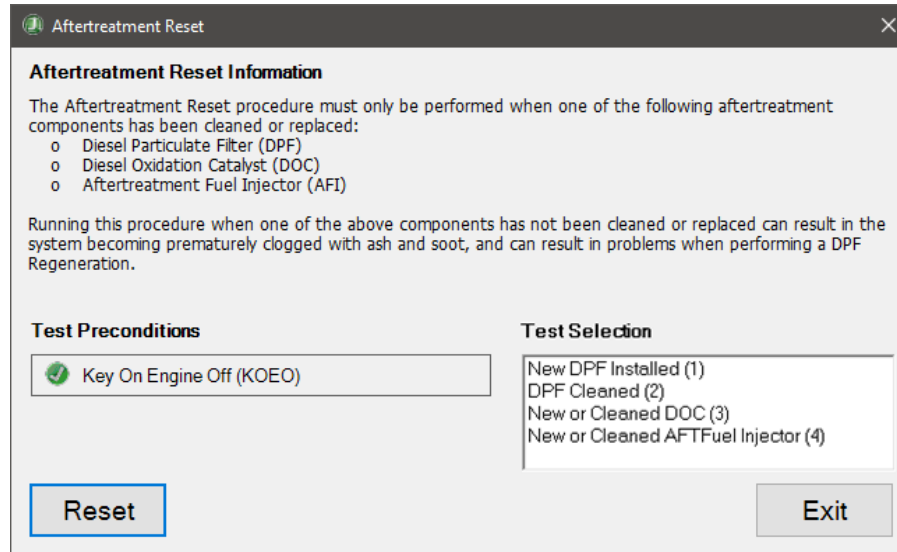 Aftertreatment Reset
Aftertreatment Reset Information
The Aftertreatment Reset procedure must only be performed when one of the following aftertreatment
components has been cleaned or replaced:
o Diesel Particulate Filter (DPF)
o Diesel Oxidation Catalyst (DOC)
o Aftertreatment Fuel Injector (AFI)
Running this procedure when one of the above components has not been cleaned or replaced can result in the
system becoming prematurely clogged with ash and soot, and can result in problems when performing a DPF
Regeneration.
Test Preconditions
Key On Engine Off (KOEO)
Test Selection
New DPF Installed (1)
DPF Cleaned (2)
New or Cleaned DOC (3)
New or Cleaned AFTFuel Injector (4)
Reset
Exit